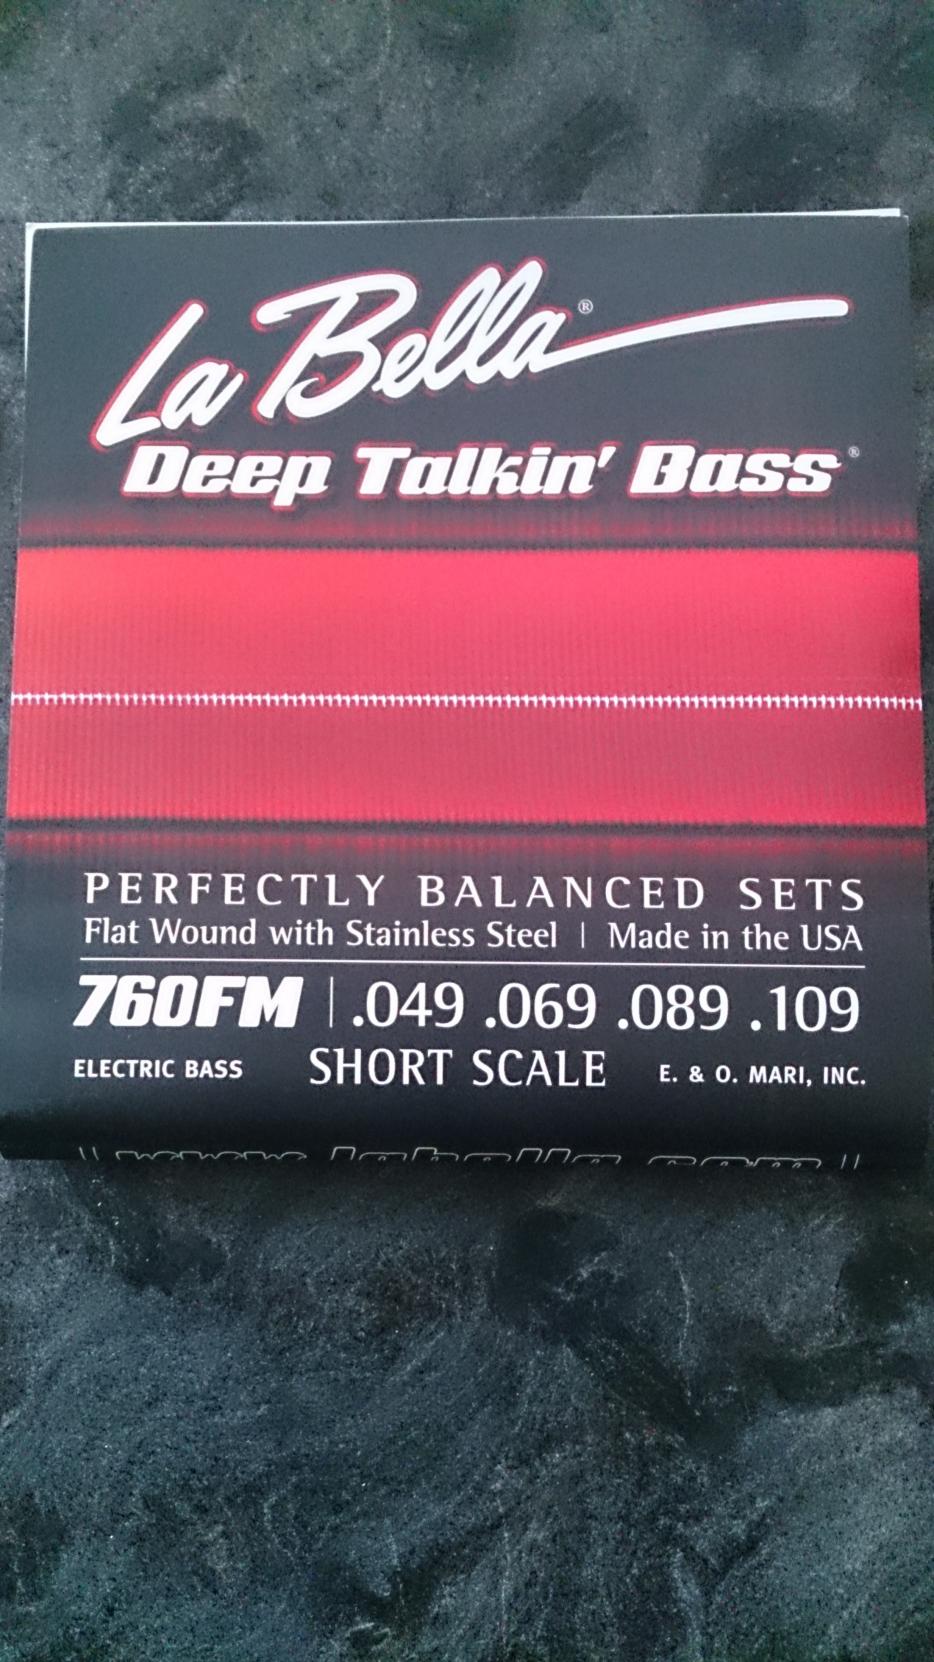 La Bella®
Deep Talkin' Bass®
PERFECTLY BALANCED SETS
Flat Wound with Stainless Steel | Made in the USA
760FM | .049 .069 .089 .109
ELECTRIC BASS SHORT SCALE E. & O. MARI, INC.